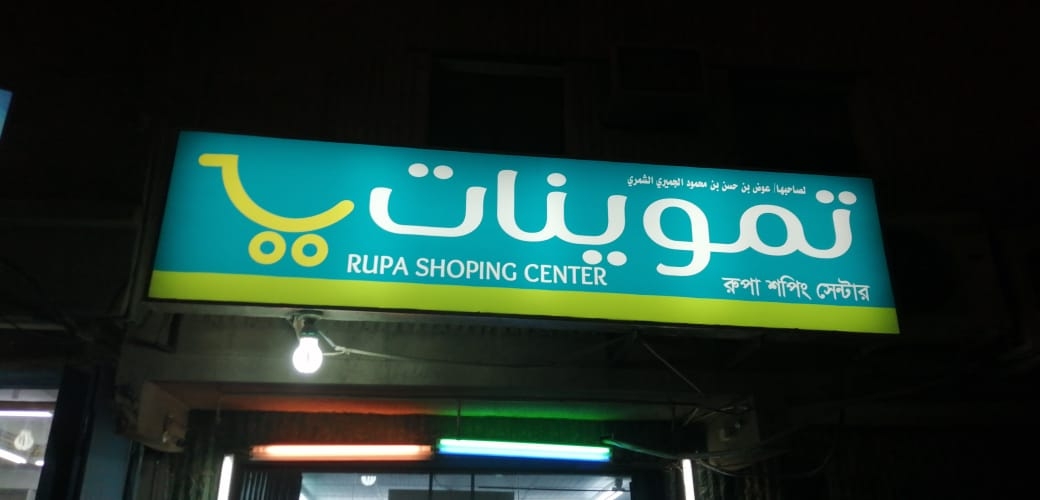 لصاحبها/ عوض بن حسن بن محمود الجميري الشمري
تموينات
RUPA SHOPING CENTER
রুপা শপিং সেন্টার